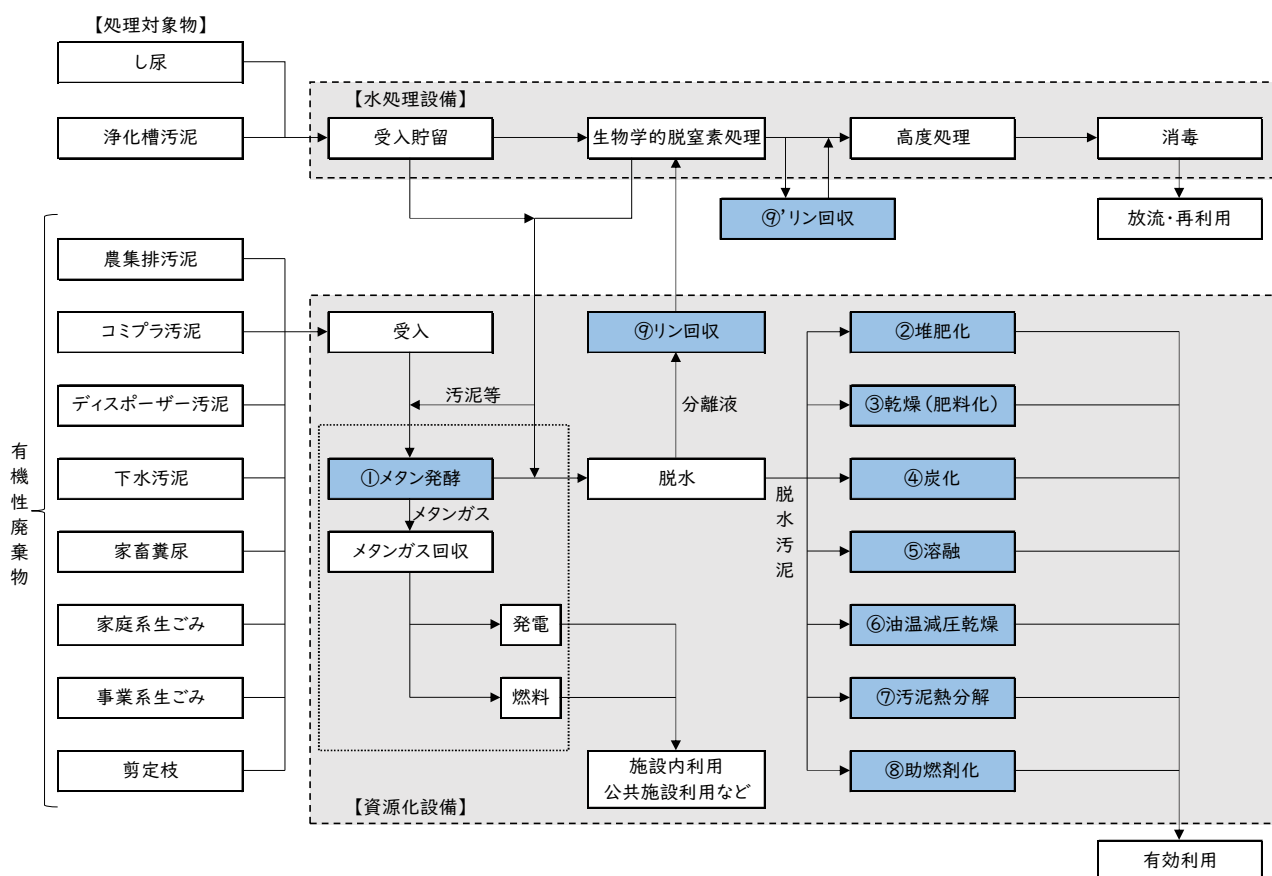 【処理対象物】
し尿
浄化槽汚泥
【水処理設備】
受入貯留
生物学的脱窒素処理
高度処理
消毒
⑨’リン回収
放流・再利用
有機性廃棄物
農集排汚泥
コミプラ汚泥
ディスポーザー汚泥
下水汚泥
家畜糞尿
家庭系生ごみ
事業系生ごみ
剪定枝
受入
汚泥等
①メタン発酵
メタンガス
メタンガス回収
発電
燃料
⑨リン回収
分離液
脱水
脱水汚泥
施設内利用
公共施設利用など
②堆肥化
③乾燥(肥料化)
④炭化
⑤溶融
⑥油温減圧乾燥
⑦汚泥熱分解
⑧助燃剤化
【資源化設備】
有効利用